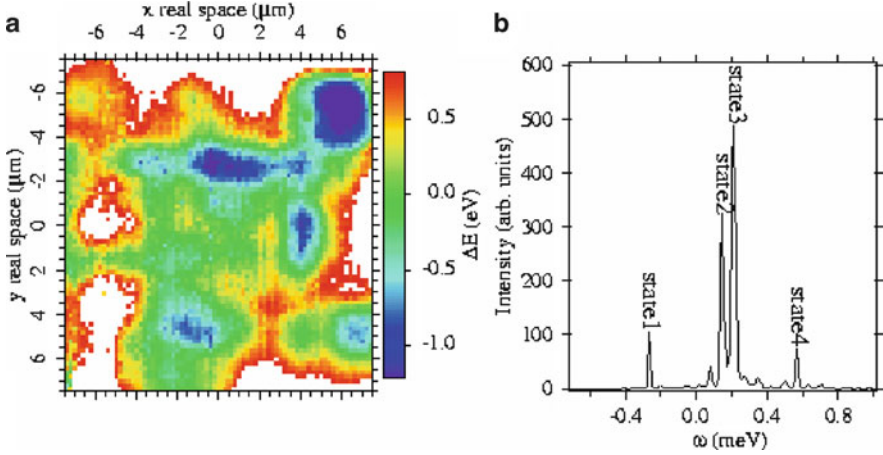 a
x real space (μm)
-6 -4 -2 0 2 4 6
y real space (μm)
-6
-4
-2
0
2
4
6
0.5
0.0
-0.5
-1.0
ΔE (eV)
b
Intensity (arb. units)
600
500
400
300
200
100
0
state1
state2
state3
state4
-0.4 0.0 0.4 0.8
ω (meV)